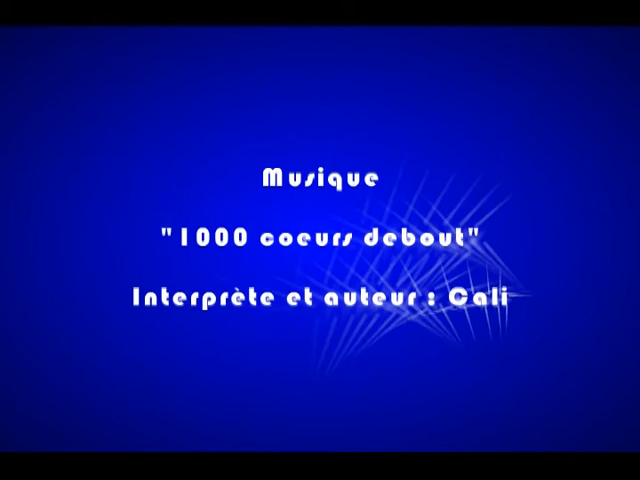 Musique
"1000 coeurs debout"
Interprète et auteur : Cali